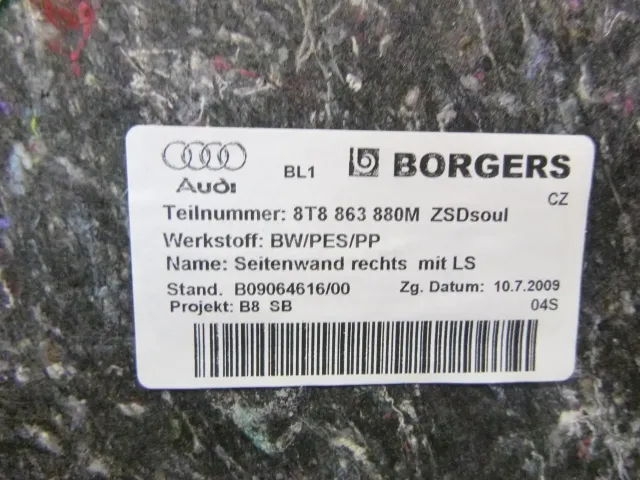 Audi BL1 BORGERS
CZ
Teilnummer: 8T8 863 880M ZSDsoul
Werkstoff: BW/PES/PP
Name: Seitenwand rechts mit LS
Stand. B09064616/00 Zg. Datum: 10.7.2009
Projekt: B8 SB 04S